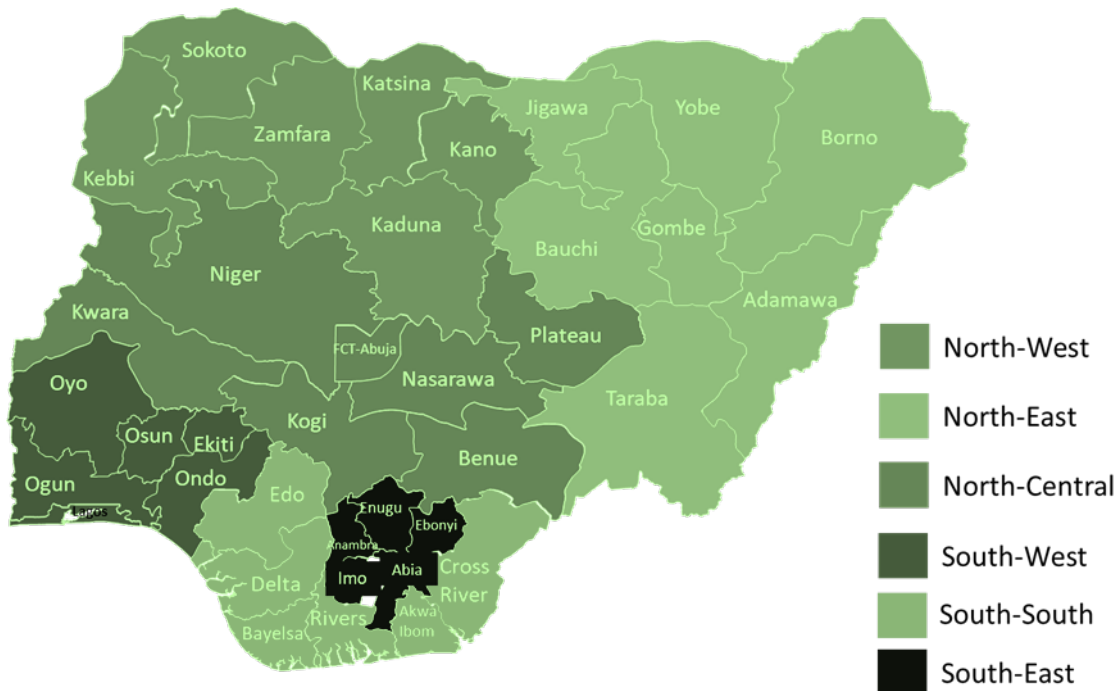 Sokoto
Katsina
Jigawa
Yobe
Borno
Zamfara
Kano
Kebbi
Kaduna
Gombe
Bauchi
Niger
Adamawa
Kwara
Plateau
FCT-Abuja
Nasarawa
Oyo
Taraba
Kogi
Osun
Ekiti
Benue
Ondo
Ogun
Edo
Lagos
Enugu
Ebonyi
Anambra
Cross
River
Abia
Imo
Delta
Rivers
Akwa
Ibom
Bayelsa
North-West
North-East
North-Central
South-West
South-South
South-East